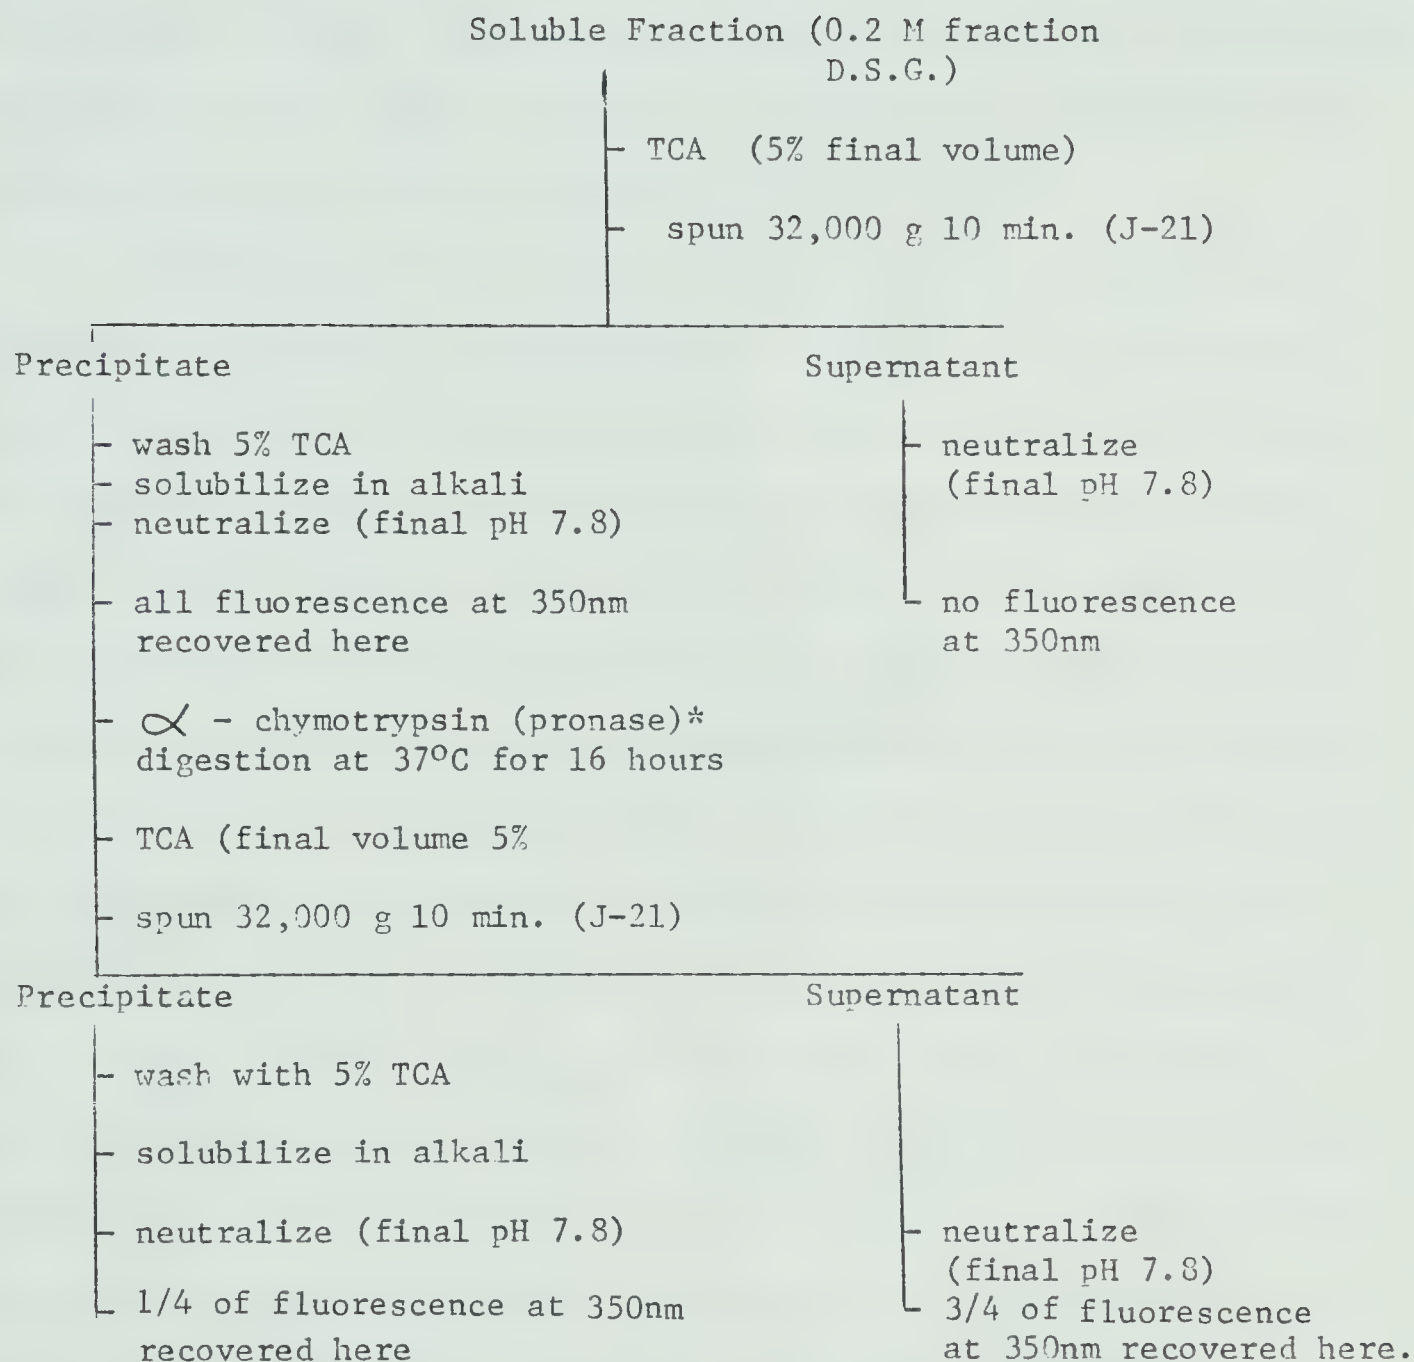 Soluble Fraction (0.2 M fraction
D.S.G.)
TCA (5% final volume)
spun 32,000 g 10 min. (J-21)
Precipitate
Supernatant
wash 5% TCA
solubilize in alkali
neutralize (final pH 7.8)
all fluorescence at 350nm
recovered here
neutralize
(final pH 7.8)
no fluorescence
at 350nm
∝ - chymotrypsin (pronase)*
digestion at 37°C for 16 hours
TCA (final volume 5%
spun 32,000 g 10 min. (J-21)
Precipitate
Supernatant
wash with 5% TCA
solubilize in alkali
neutralize (final pH 7.8)
1/4 of fluorescence at 350nm
recovered here
neutralize
(final pH 7.8)
3/4 of fluorescence
at 350nm recovered here.